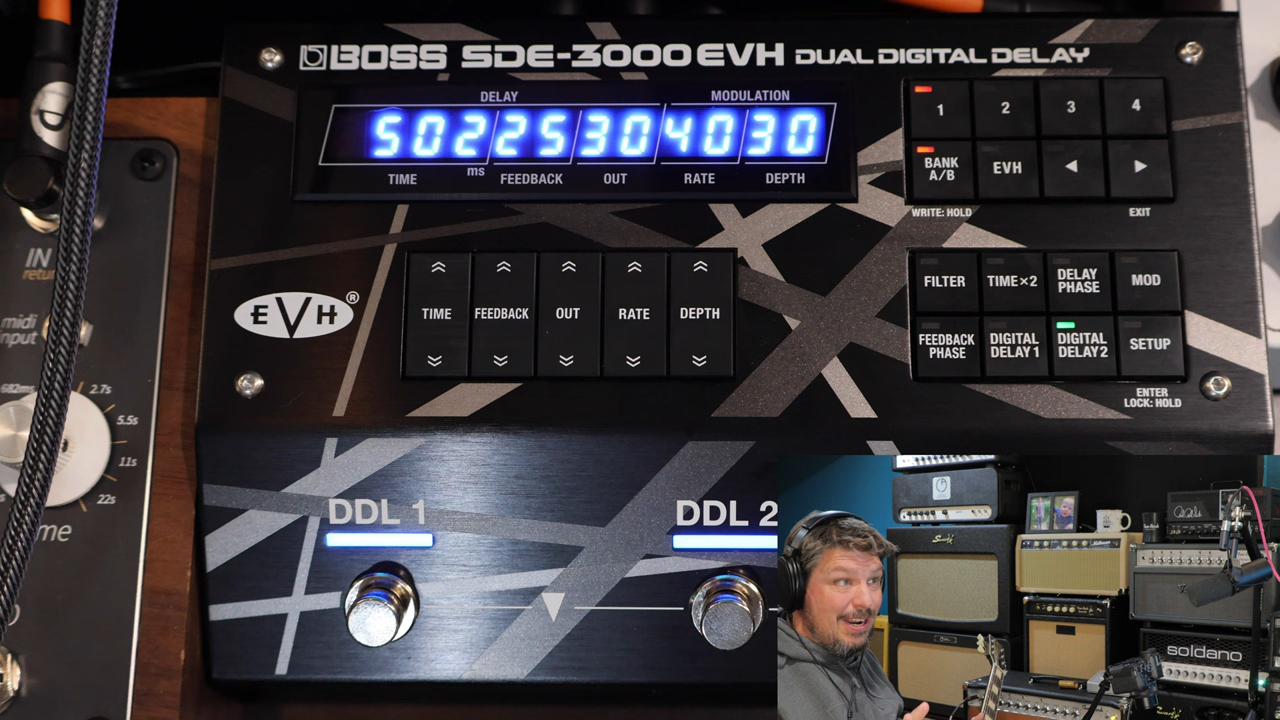 BOSS SDE-3000EVH DUAL DIGITAL DELAY
DELAY MODULATION
502 25 30 40 30
ms
TIME FEEDBACK OUT RATE DEPTH
1 2 3 4
BANK A/B EVH
WRITE: HOLD EXIT
TIME FEEDBACK OUT RATE DEPTH
FILTER TIME×2 DELAY PHASE MOD
FEEDBACK PHASE DIGITAL DELAY 1 DIGITAL DELAY 2 SETUP
ENTER
LOCK: HOLD
EVH®
DDL 1 DDL 2
IN
retu
midi
input
682ms 2.7s
5.5s
11s
22s
me
soldano